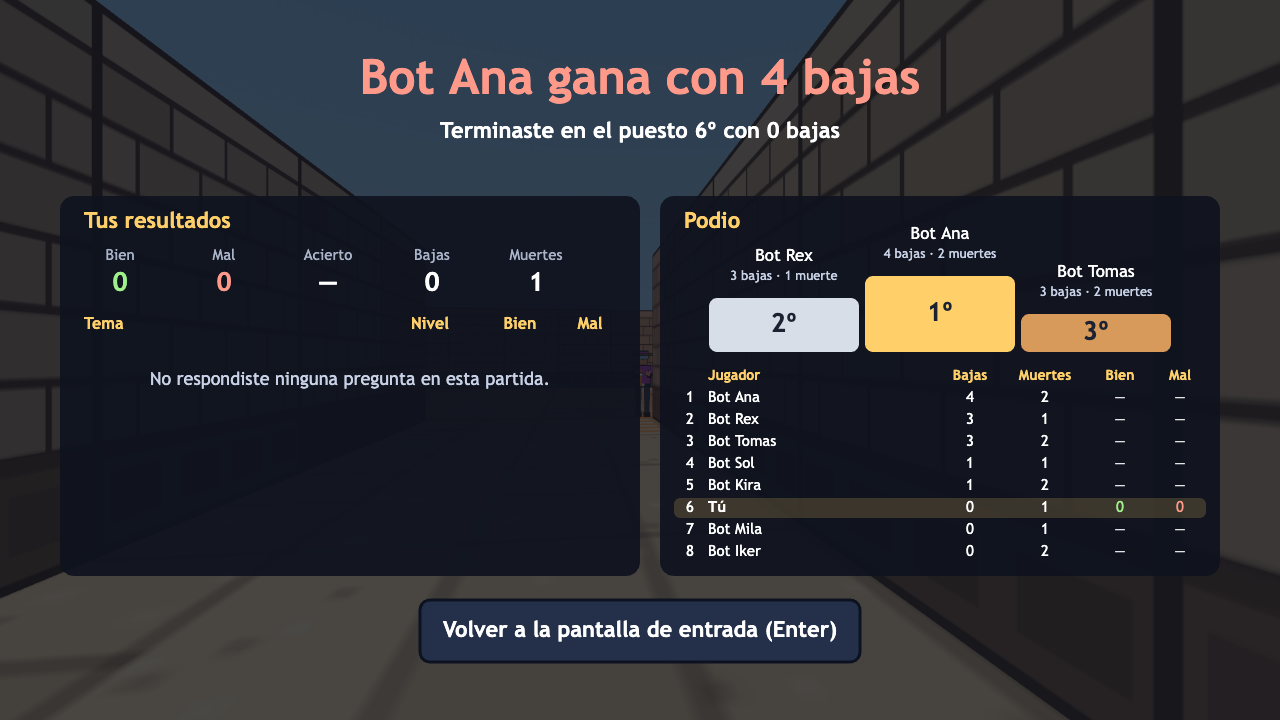 Bot Ana gana con 4 bajas
Terminaste en el puesto 6º con 0 bajas
Tus resultados
Bien Mal Acierto Bajas Muertes
0 0 — 0 1
Tema Nivel Bien Mal
No respondiste ninguna pregunta en esta partida.
Podio
Bot Ana
4 bajas · 2 muertes
Bot Rex
3 bajas · 1 muerte
Bot Tomas
3 bajas · 2 muertes
2º 1º 3º
Jugador Bajas Muertes Bien Mal
1 Bot Ana 4 2 — —
2 Bot Rex 3 1 — —
3 Bot Tomas 3 2 — —
4 Bot Sol 1 1 — —
5 Bot Kira 1 2 — —
6 Tú 0 1 0 0
7 Bot Mila 0 1 — —
8 Bot Iker 0 2 — —
Volver a la pantalla de entrada (Enter)